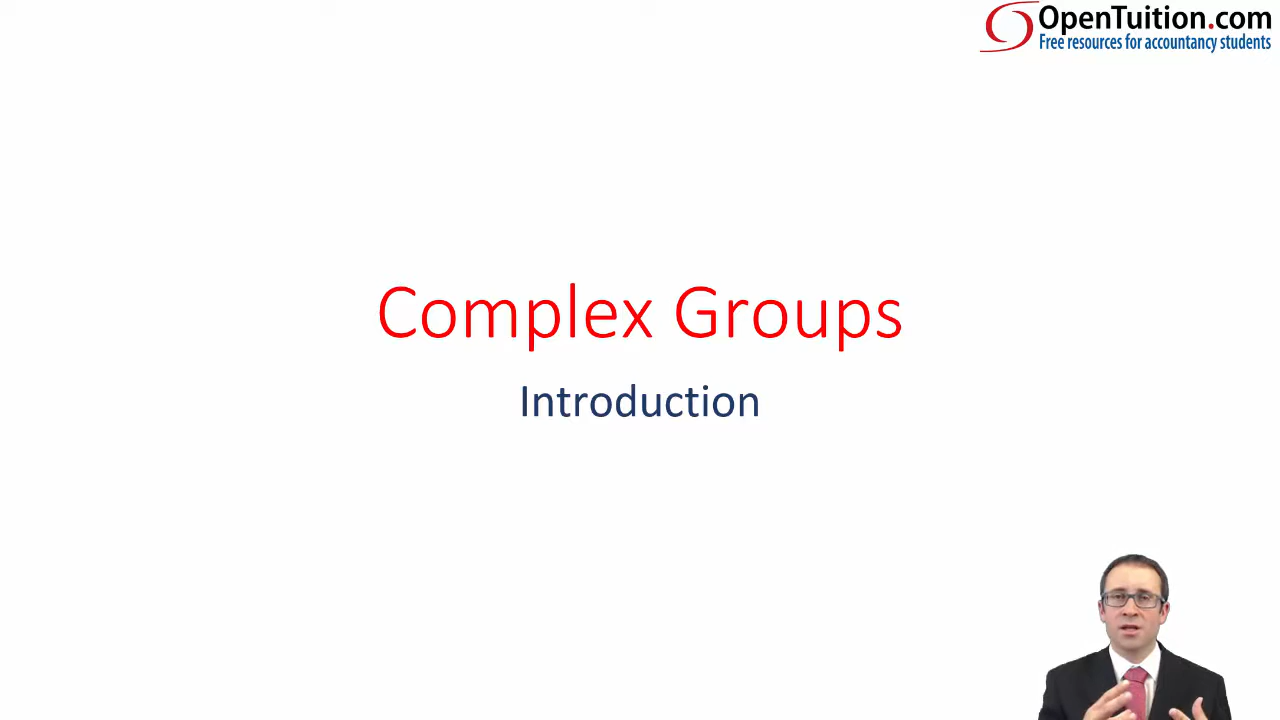 OpenTuition.com
Free resources for accountancy students
Complex Groups
Introduction